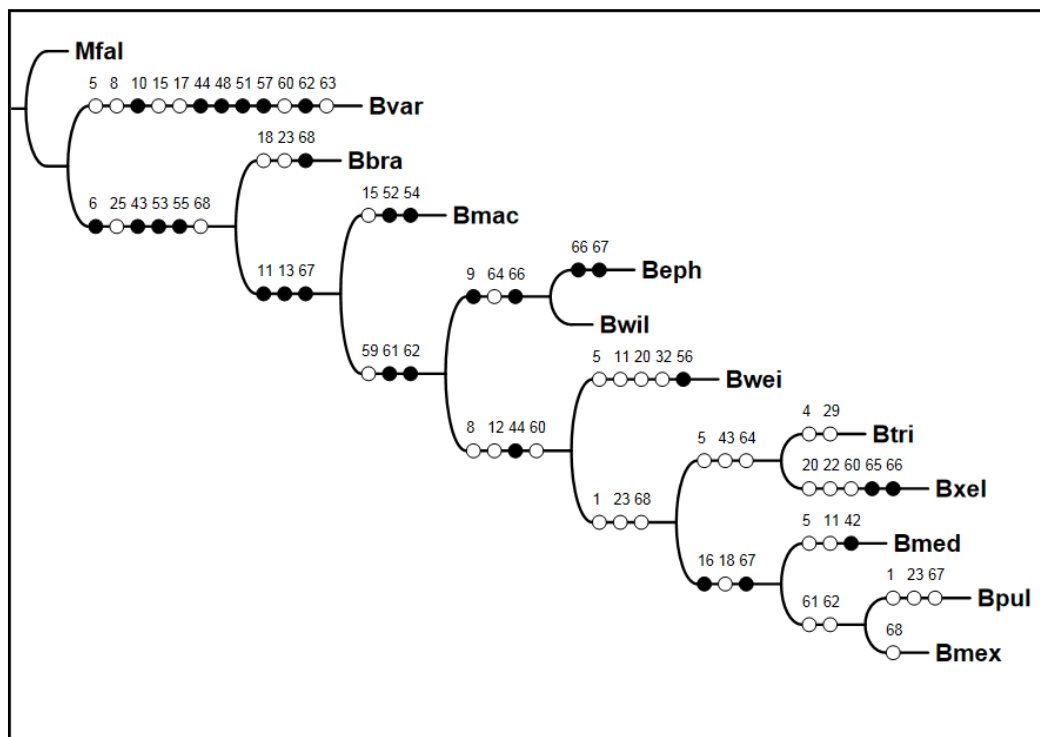 Mfal
5 8 10 15 17 44 48 51 57 60 62 63
Bvar
18 23 68
Bbra
6 25 43 53 55 68
15 52 54
Bmac
11 13 67
66 67
Beph
9 64 66
Bwil
59 61 62
5 11 20 32 56
Bwei
8 12 44 60
4 29
Btri
5 43 64
20 22 60 65 66
Bxel
1 23 68
5 11 42
Bmed
16 18 67
1 23 67
Bpul
61 62
68
Bmex